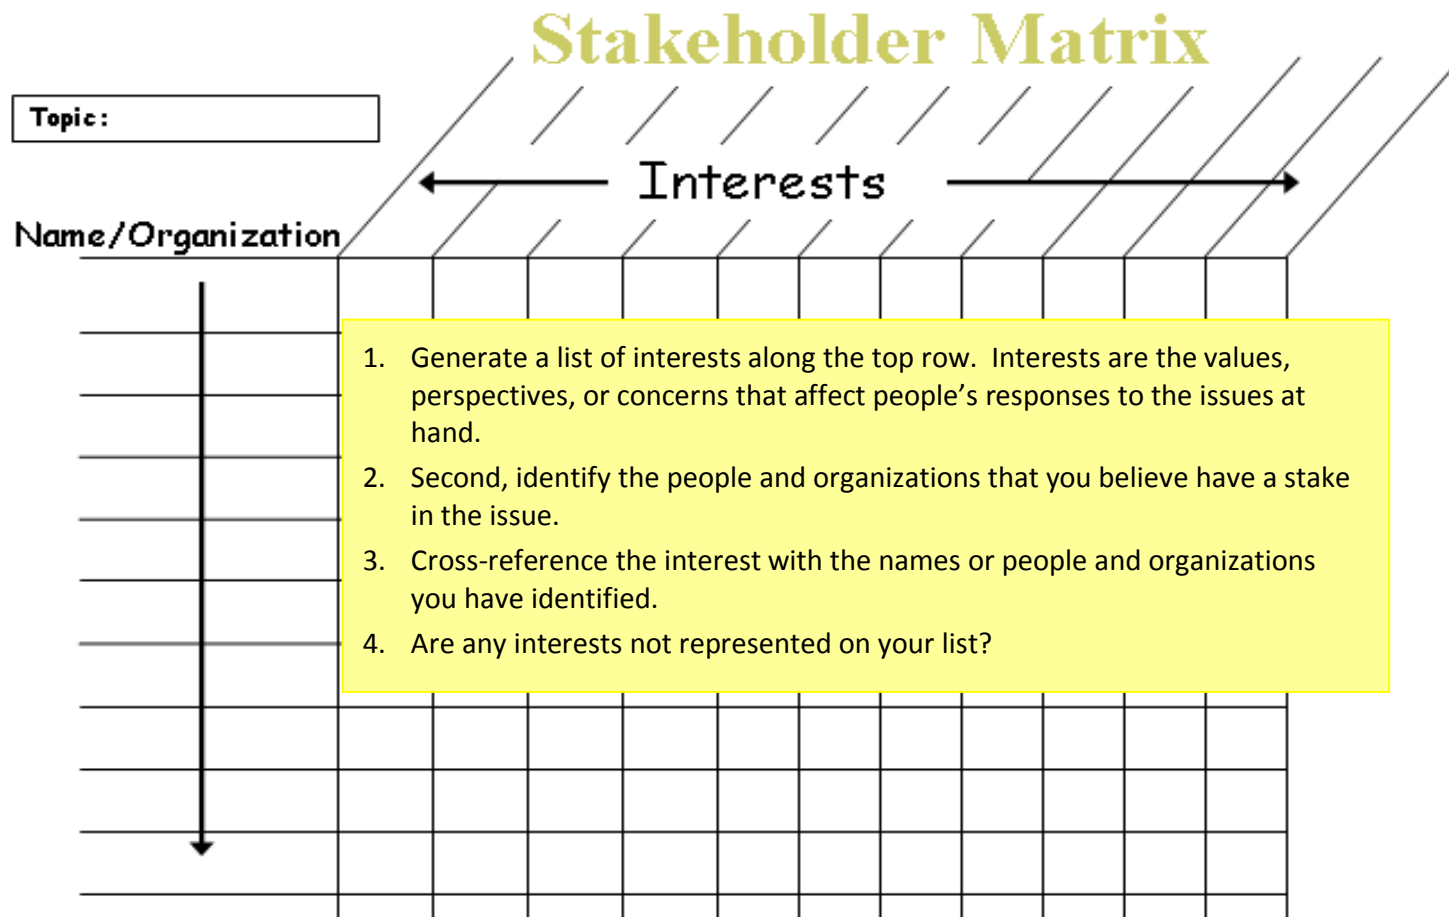 Stakeholder Matrix
Topic:
Interests
Name/Organization
1. Generate a list of interests along the top row. Interests are the values,
perspectives, or concerns that affect people’s responses to the issues at
hand.
2. Second, identify the people and organizations that you believe have a stake
in the issue.
3. Cross-reference the interest with the names or people and organizations
you have identified.
4. Are any interests not represented on your list?